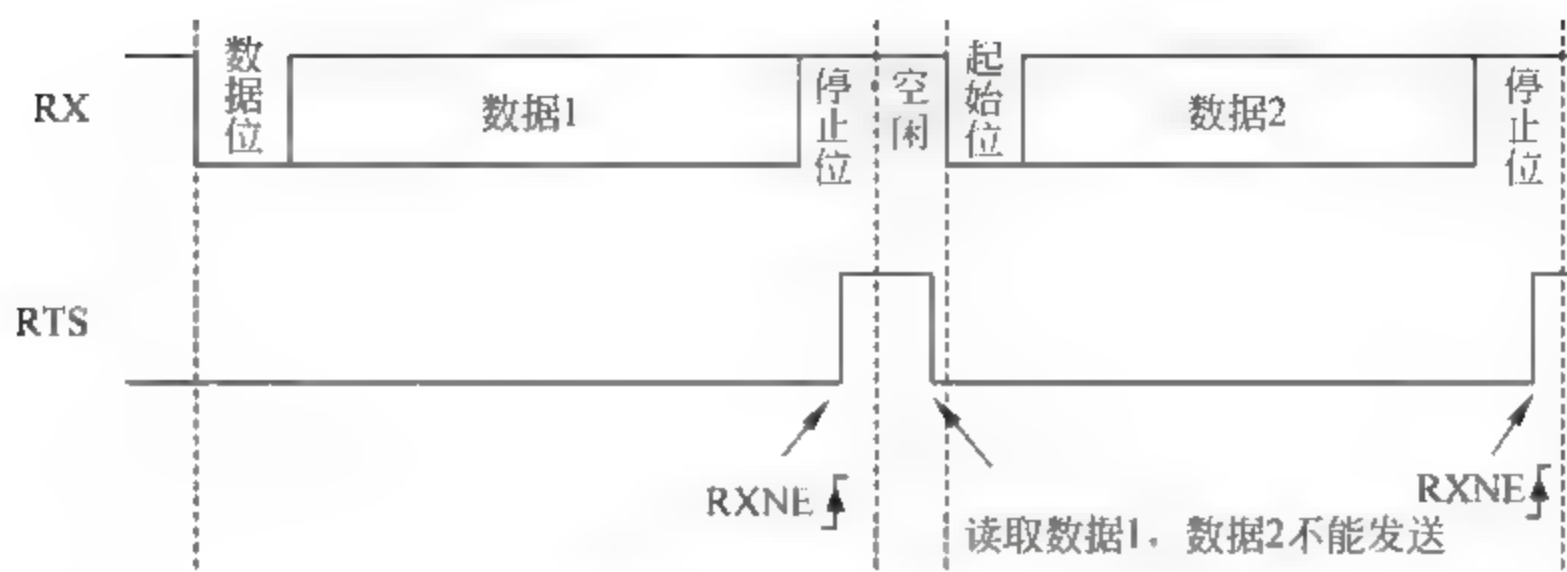 RX
数据位
数据1
停止位
空闲
起始位
数据2
停止位
RTS
RXNE
RXNE
读取数据1，数据2不能发送